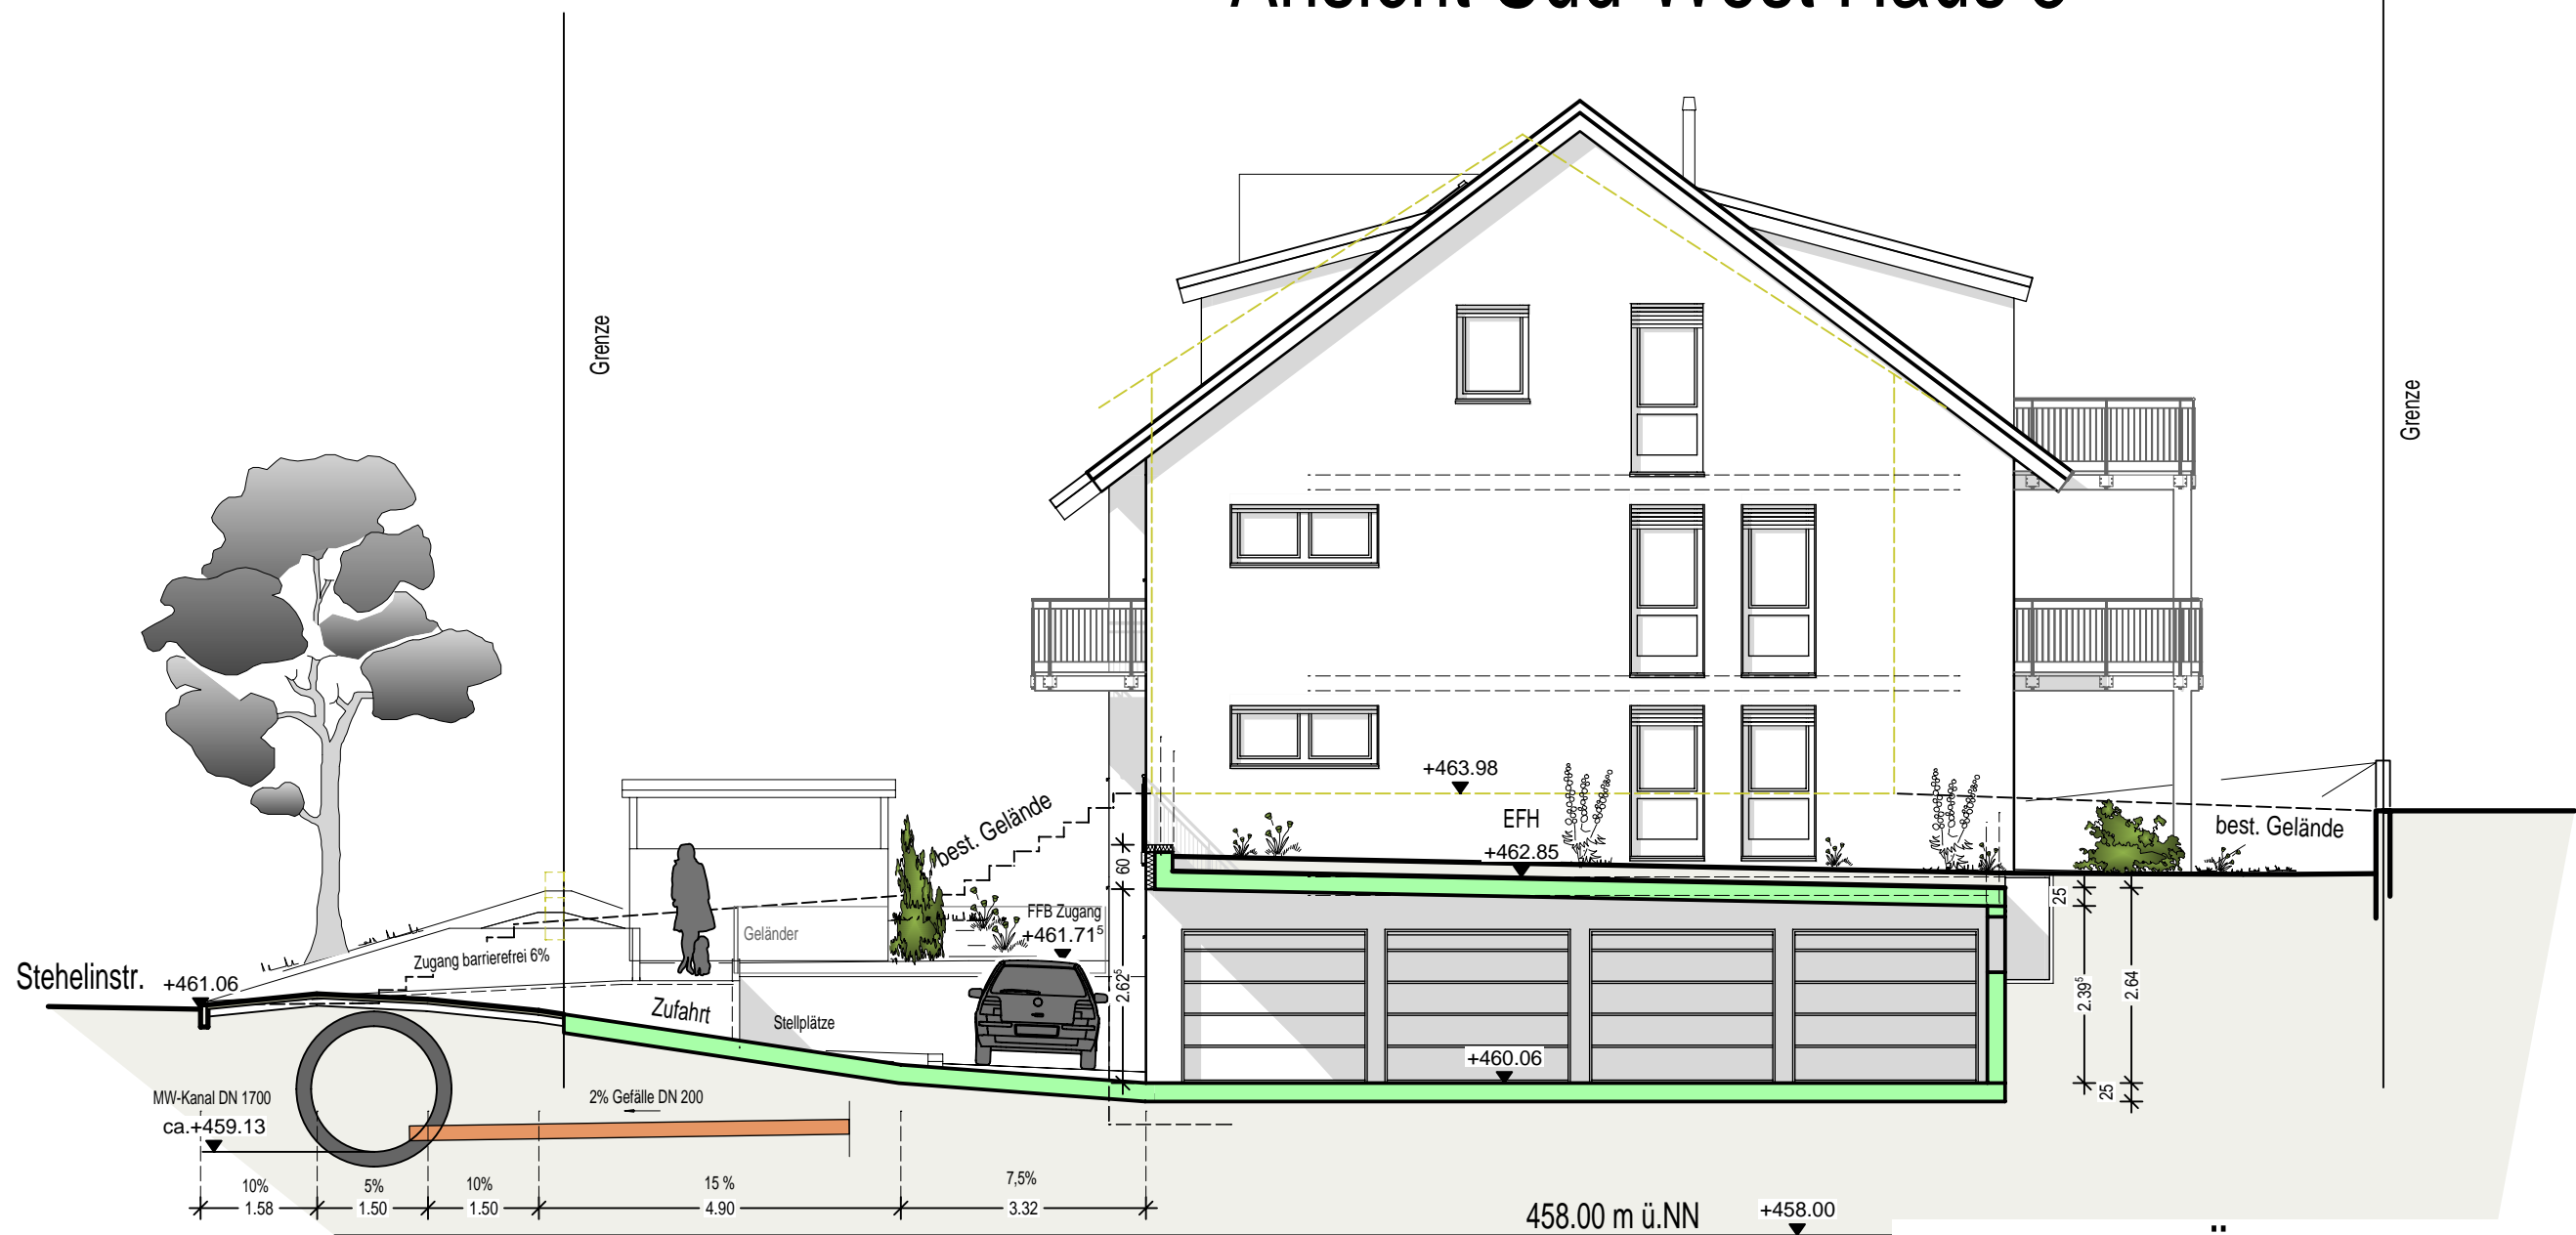 Grenze
Grenze
+463.98
EFH
+462.85
best. Gelände
best. Gelände
60
25
FFB Zugang
+461.71⁵
Geländer
Zugang barrierefrei 6%
Stehelinstr.
+461.06
Zufahrt
Stellplätze
2.62⁵
2.39⁵
2.64
+460.06
MW-Kanal DN 1700
ca.+459.13
2% Gefälle DN 200
25
10%
5%
10%
15 %
7,5%
1.58
1.50
1.50
4.90
3.32
458.00 m ü.NN
+458.00